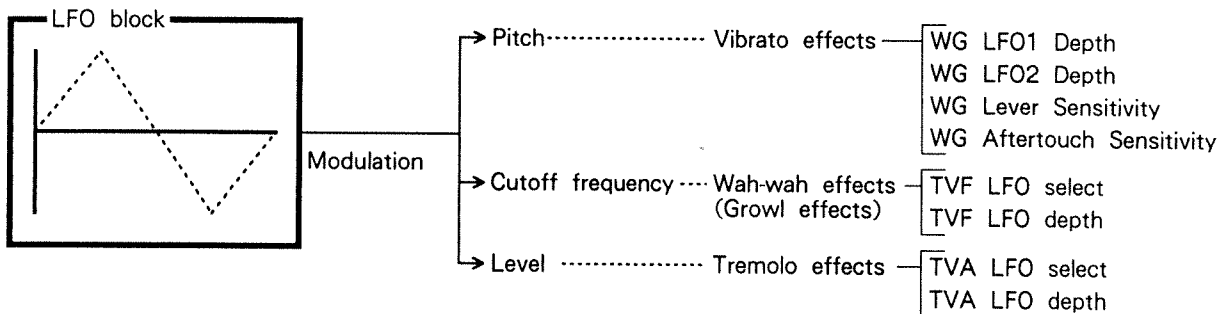 LFO block
Modulation
Pitch Vibrato effects WG LFO1 Depth
WG LFO2 Depth
WG Lever Sensitivity
WG Aftertouch Sensitivity
Cutoff frequency Wah-wah effects TVF LFO select
(Growl effects) TVF LFO depth
Level Tremolo effects TVA LFO select
TVA LFO depth